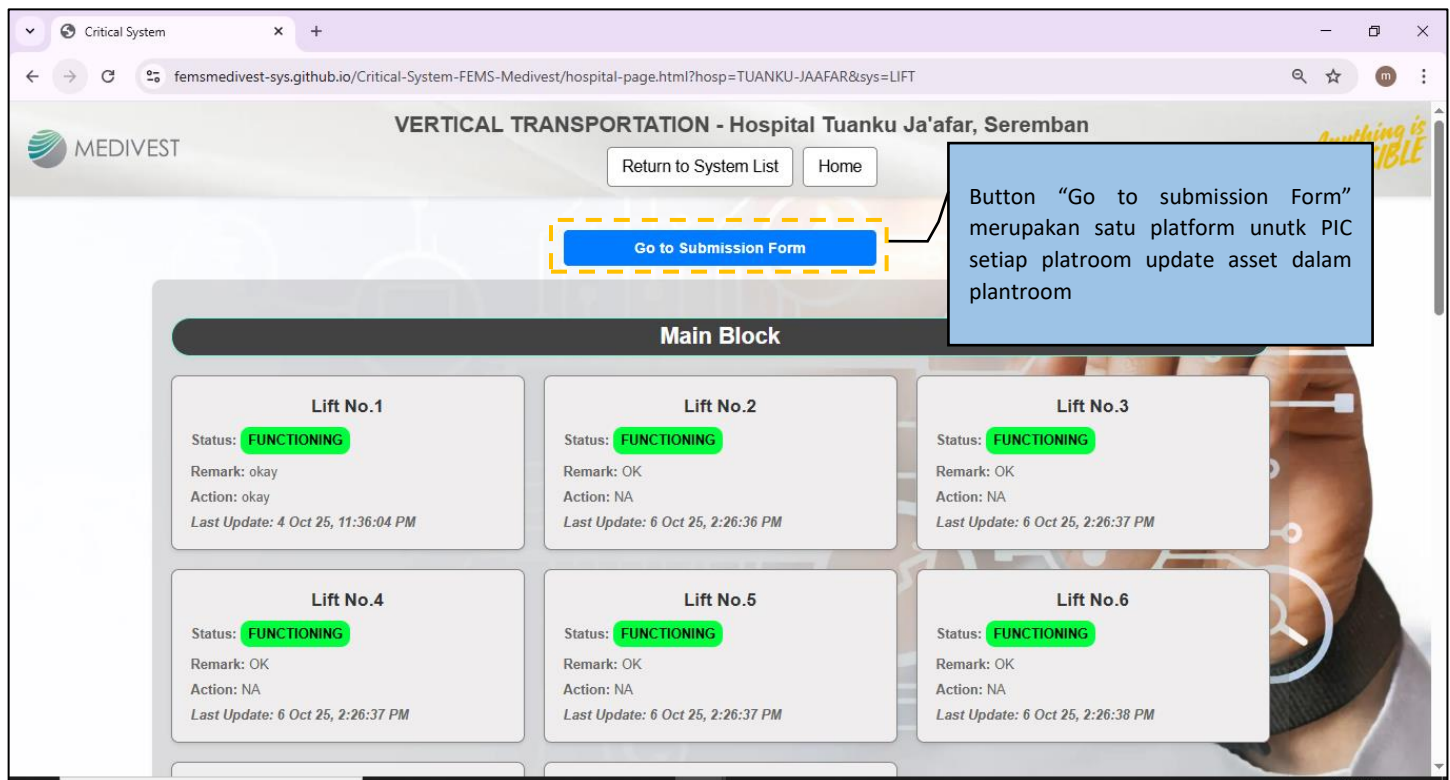 Critical System
femsmedivest-sys.github.io/Critical-System-FEMS-Medivest/hospital-page.html?hosp=TUANKU-JAAFAR&sys=LIFT
m
MEDIVEST
VERTICAL TRANSPORTATION - Hospital Tuanku Ja'afar, Seremban
Anything is
Return to System List
Home
Go to Submission Form
Button “Go to submission Form”
merupakan satu platform unutk PIC
setiap platroom update asset dalam
plantroom
Main Block
Lift No.1
Status: FUNCTIONING
Remark: okay
Action: okay
Last Update: 4 Oct 25, 11:36:04 PM
Lift No.2
Status: FUNCTIONING
Remark: OK
Action: NA
Last Update: 6 Oct 25, 2:26:36 PM
Lift No.3
Status: FUNCTIONING
Remark: OK
Action: NA
Last Update: 6 Oct 25, 2:26:37 PM
Lift No.4
Status: FUNCTIONING
Remark: OK
Action: NA
Last Update: 6 Oct 25, 2:26:37 PM
Lift No.5
Status: FUNCTIONING
Remark: OK
Action: NA
Last Update: 6 Oct 25, 2:26:37 PM
Lift No.6
Status: FUNCTIONING
Remark: OK
Action: NA
Last Update: 6 Oct 25, 2:26:38 PM